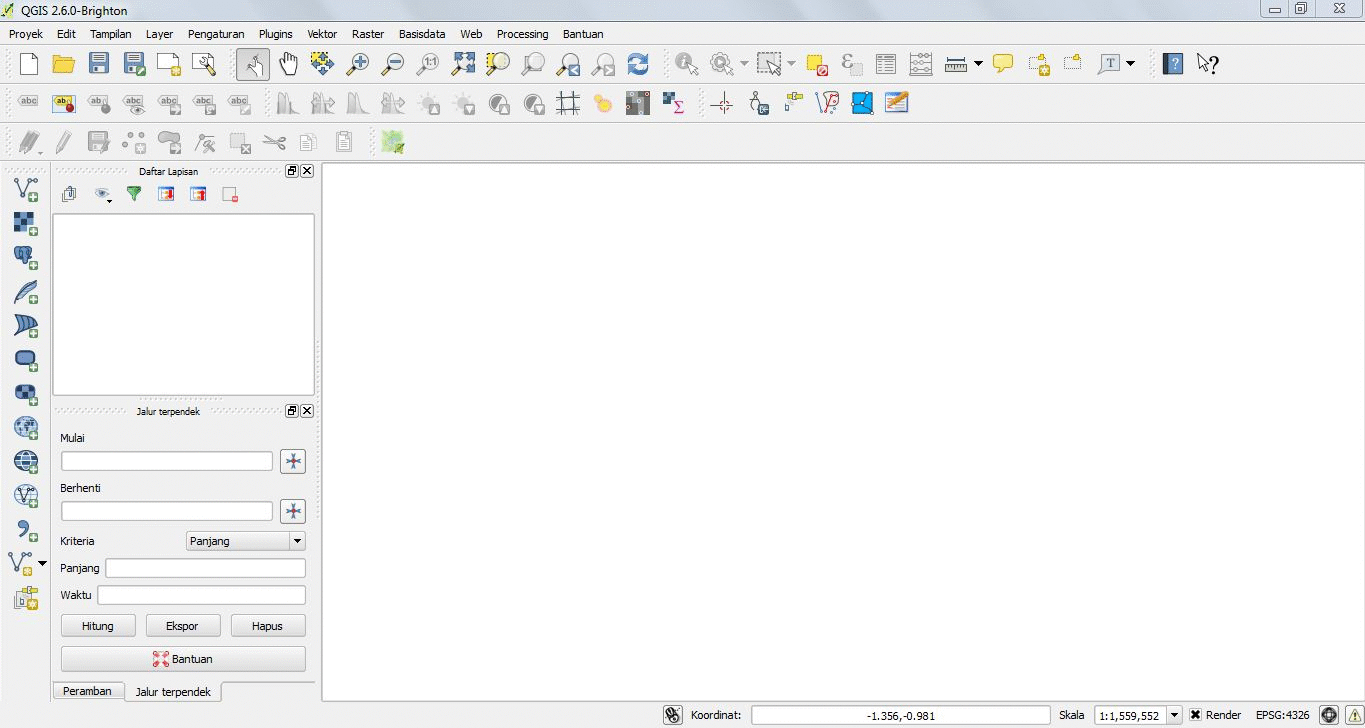 QGIS 2.6.0-Brighton
Proyek Edit Tampilan Layer Pengaturan Plugins Vektor Raster Basisdata Web Processing Bantuan
1:1 T ? ?
abc ab abc abc abc abc abc
Daftar Lapisan
Jalur terpendek
Mulai
Berhenti
Kriteria Panjang
Panjang
Waktu
Hitung Ekspor Hapus
Bantuan
Peramban Jalur terpendek
Koordinat: -1.356,-0.981 Skala 1:1,559,552 Render EPSG:4326